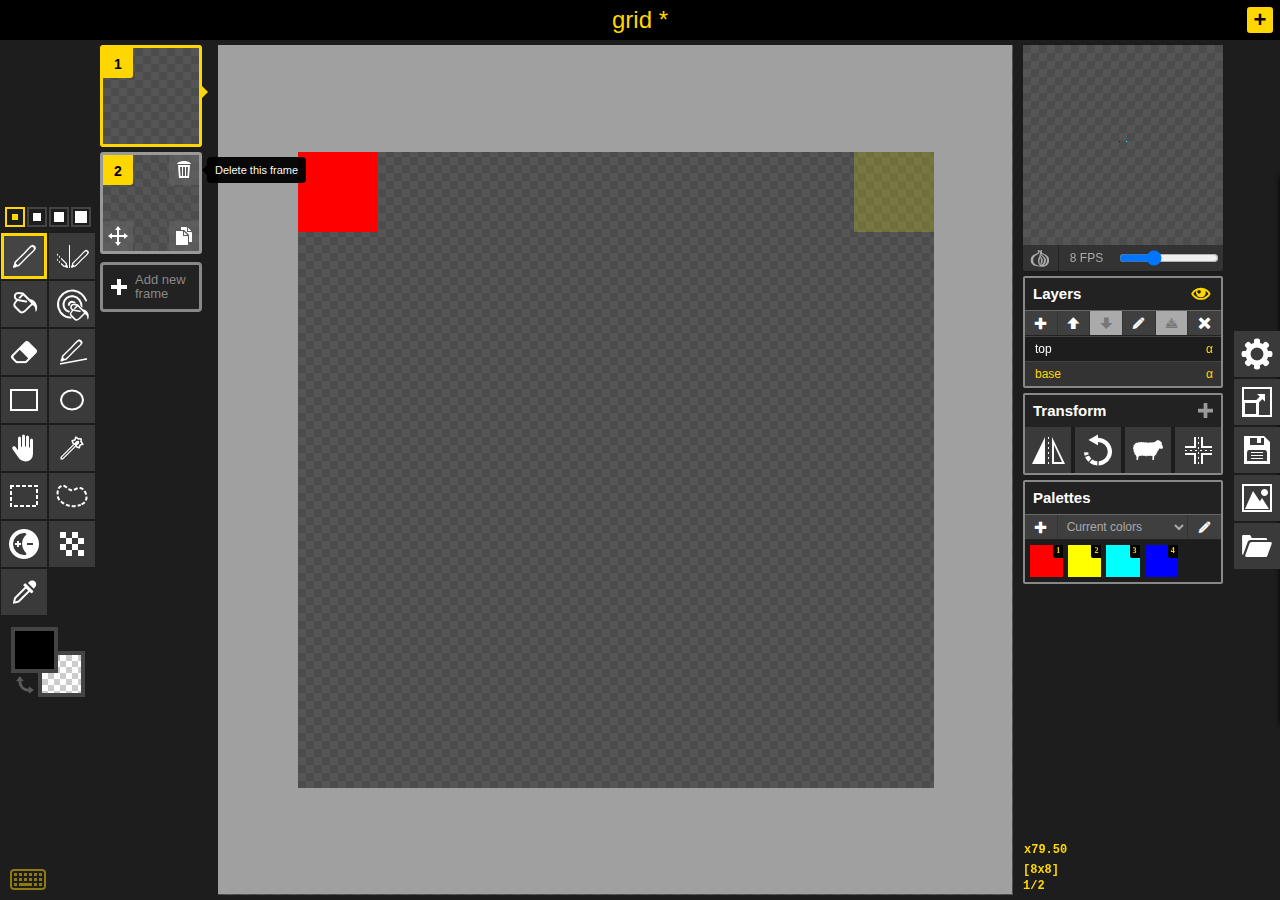 grid *
+
1
2
Delete this frame
Add new
frame
8 FPS
Layers
top α
base α
Transform
Palettes
Current colors
1 2 3 4
x79.50
[8x8]
1/2